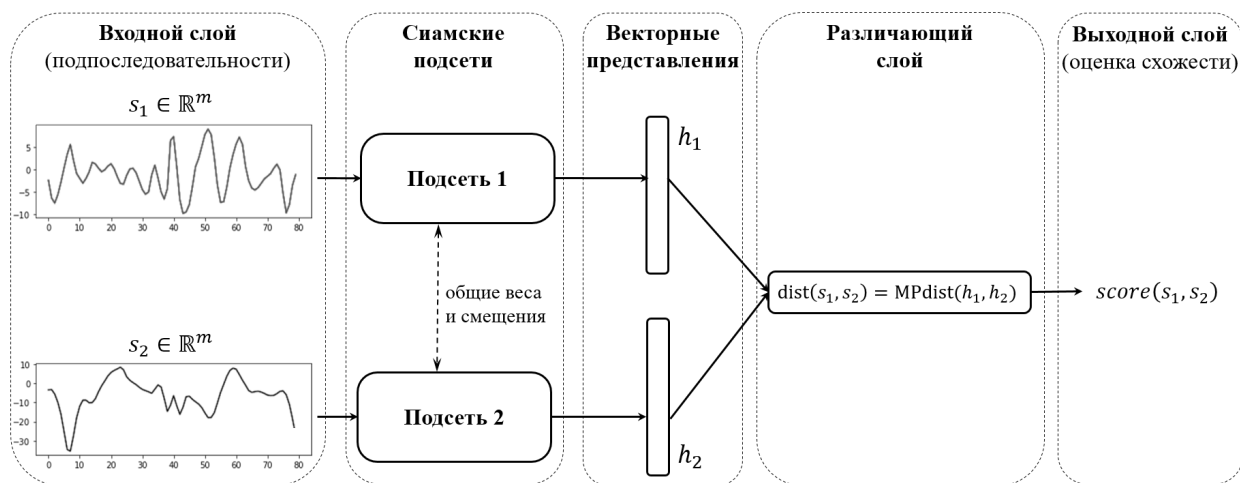 Входной слой
(подпоследовательности)
Сиамские
подсети
Векторные
представления
Различающий
слой
Выходной слой
(оценка схожести)
s₁ ∈ ℝᵐ
5
0
−5
−10
0 10 20 30 40 50 60 70 80
Подсеть 1
h₁
общие веса
и смещения
dist(s₁, s₂) = MPdist(h₁, h₂)
score(s₁, s₂)
s₂ ∈ ℝᵐ
10
0
−10
−20
−30
0 10 20 30 40 50 60 70 80
Подсеть 2
h₂